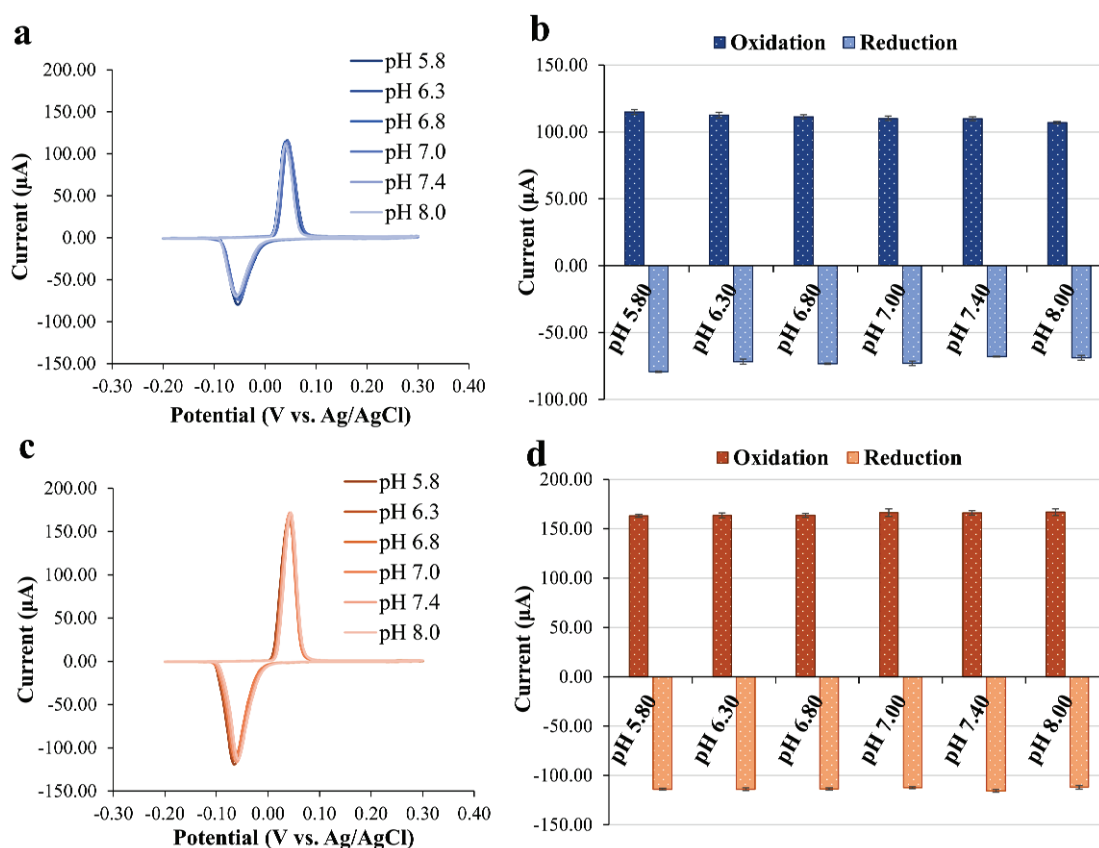 a
200.00
150.00
100.00
50.00
0.00
-50.00
-100.00
-150.00
Current (µA)
pH 5.8
pH 6.3
pH 6.8
pH 7.0
pH 7.4
pH 8.0
-0.30 -0.20 -0.10 0.00 0.10 0.20 0.30 0.40
Potential (V vs. Ag/AgCl)
b
Oxidation Reduction
150.00
100.00
50.00
0.00
-50.00
-100.00
Current (µA)
pH 5.80
pH 6.30
pH 6.80
pH 7.00
pH 7.40
pH 8.00
c
200.00
150.00
100.00
50.00
0.00
-50.00
-100.00
-150.00
Current (µA)
pH 5.8
pH 6.3
pH 6.8
pH 7.0
pH 7.4
pH 8.0
-0.30 -0.20 -0.10 0.00 0.10 0.20 0.30 0.40
Potential (V vs. Ag/AgCl)
d
Oxidation Reduction
200.00
150.00
100.00
50.00
0.00
-50.00
-100.00
-150.00
Current (µA)
pH 5.80
pH 6.30
pH 6.80
pH 7.00
pH 7.40
pH 8.00